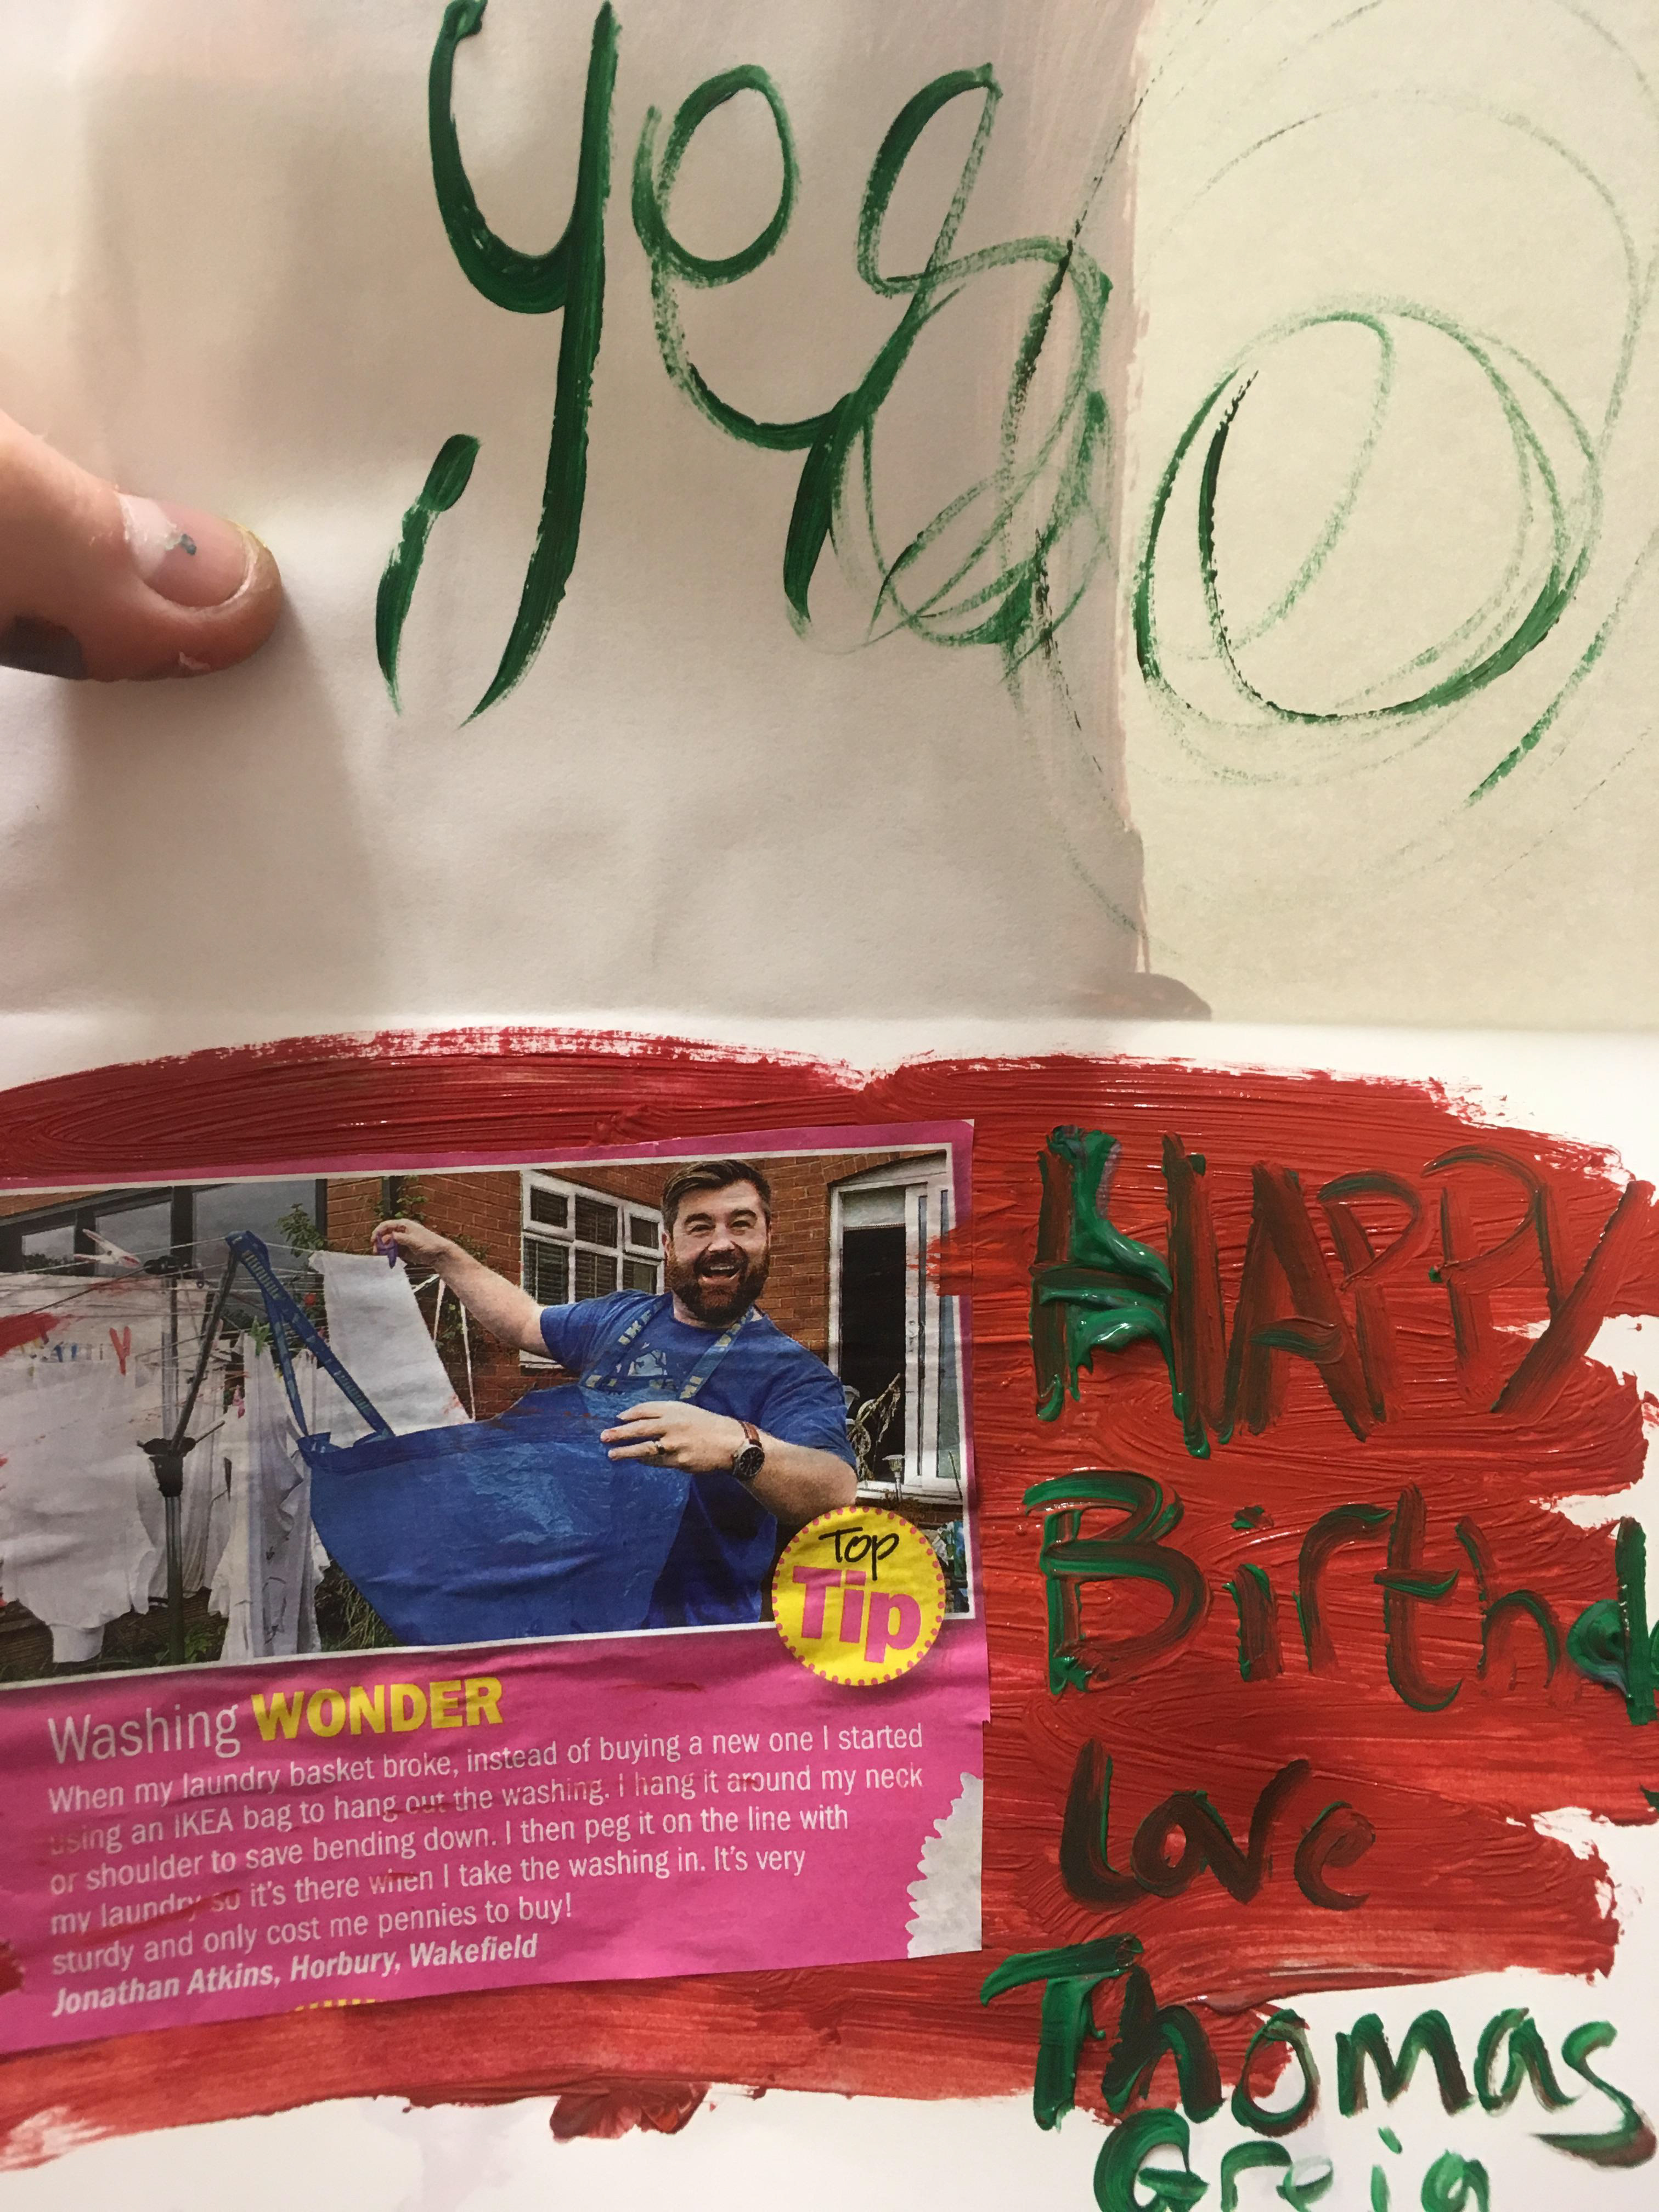 yes
Top
Tip
Washing WONDER
When my laundry basket broke, instead of buying a new one I started
using an IKEA bag to hang out the washing. I hang it around my neck
or shoulder to save bending down. I then peg it on the line with
my laundry so it's there when I take the washing in. It's very
sturdy and only cost me pennies to buy!
Jonathan Atkins, Horbury, Wakefield
HAPPY
Birthd
Love
Thomas
Greig